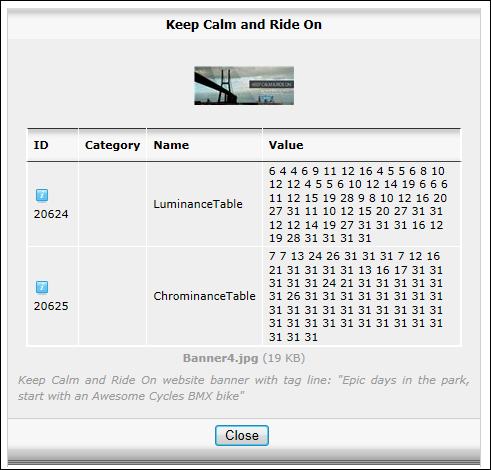 Keep Calm and Ride On
KEEP CALM & RIDE ON
ID Category Name Value
20624
LuminanceTable
6 4 4 6 9 11 12 16 4 5 5 6 8 10
12 12 4 5 5 6 10 12 14 19 6 6 6
11 12 15 19 28 9 8 10 12 16 20
27 31 11 10 12 15 20 27 31 31
12 12 14 19 27 31 31 31 16 12
19 28 31 31 31 31
20625
ChrominanceTable
7 7 13 24 26 31 31 31 7 12 16
21 31 31 31 31 13 16 17 31 31
31 31 31 24 21 31 31 31 31 31
31 26 31 31 31 31 31 31 31 31
31 31 31 31 31 31 31 31 31 31
31 31 31 31 31 31 31 31 31 31
31 31 31
Banner4.jpg (19 KB)
Keep Calm and Ride On website banner with tag line: "Epic days in the park,
start with an Awesome Cycles BMX bike"
Close